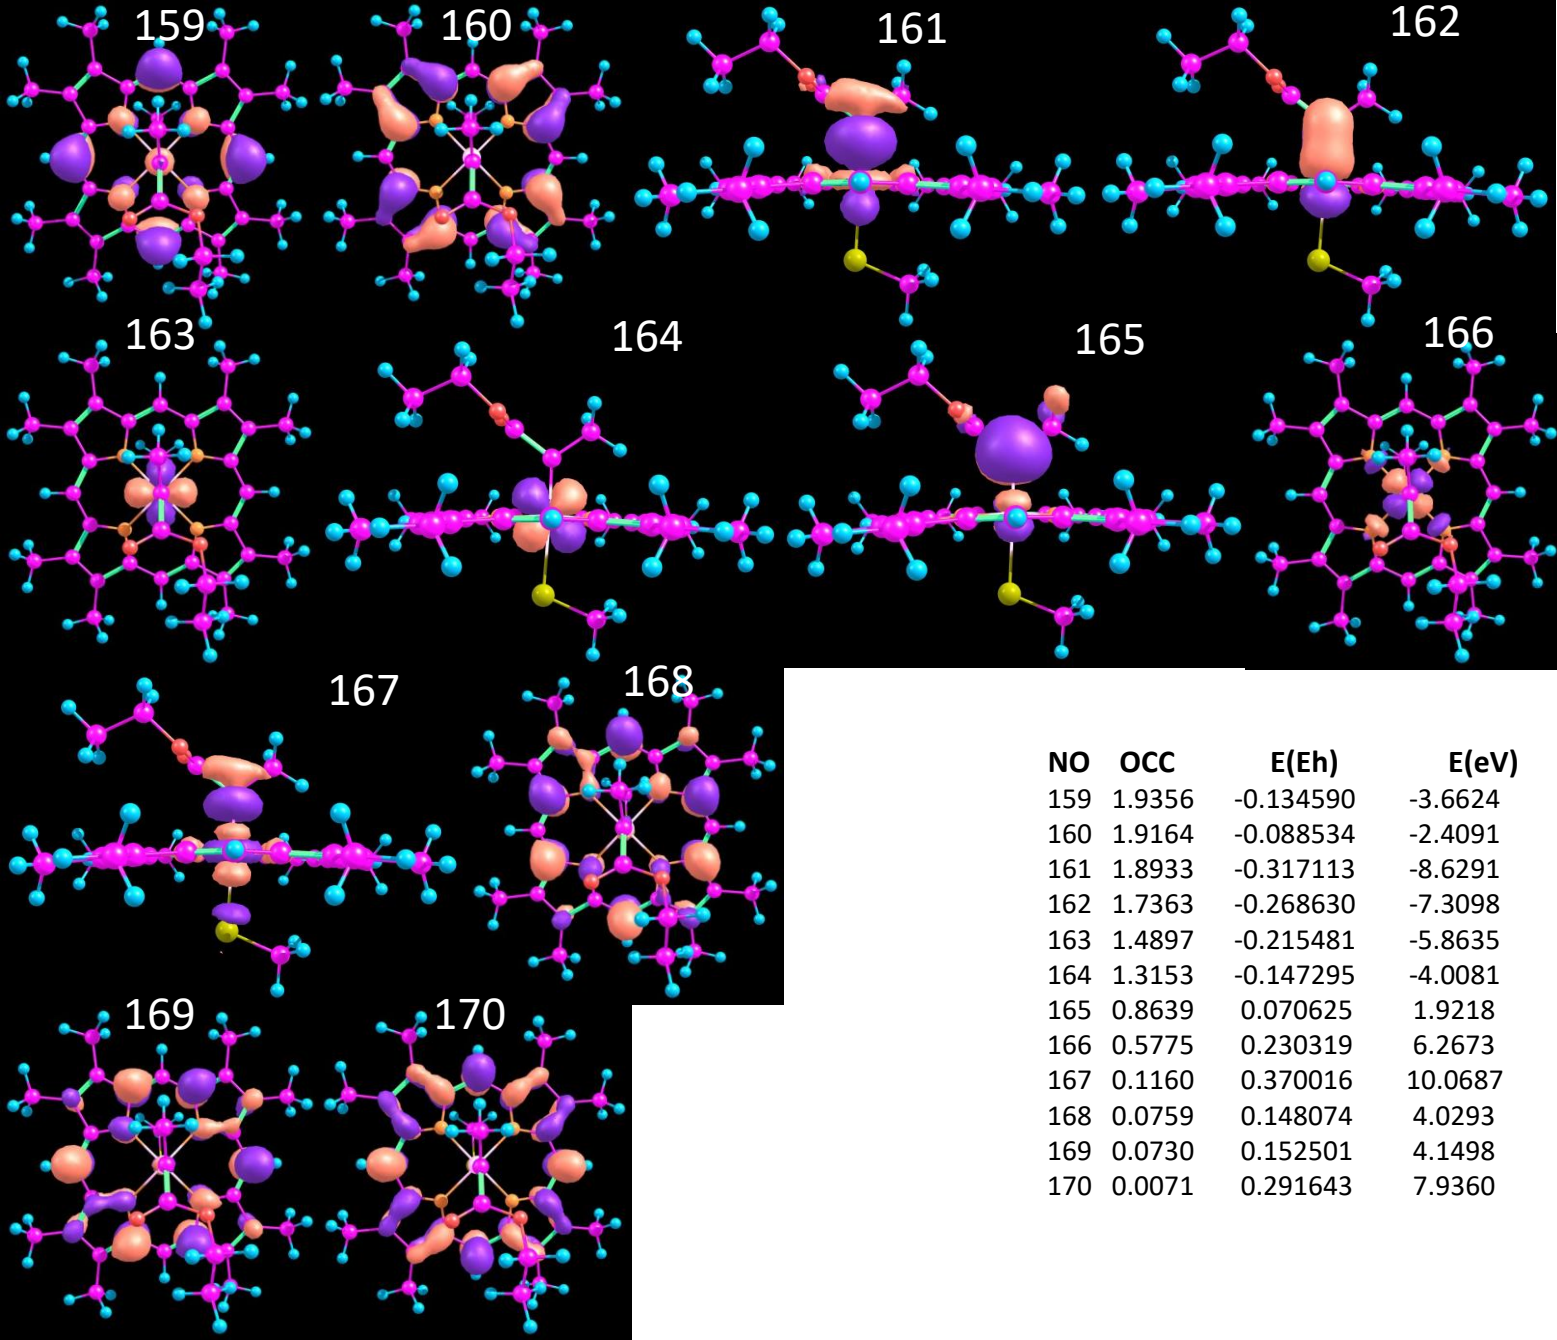 159 160 161 162
163 164 165 166
167 168
169 170
NO OCC E(Eh) E(eV)
159 1.9356 -0.134590 -3.6624
160 1.9164 -0.088534 -2.4091
161 1.8933 -0.317113 -8.6291
162 1.7363 -0.268630 -7.3098
163 1.4897 -0.215481 -5.8635
164 1.3153 -0.147295 -4.0081
165 0.8639 0.070625 1.9218
166 0.5775 0.230319 6.2673
167 0.1160 0.370016 10.0687
168 0.0759 0.148074 4.0293
169 0.0730 0.152501 4.1498
170 0.0071 0.291643 7.9360